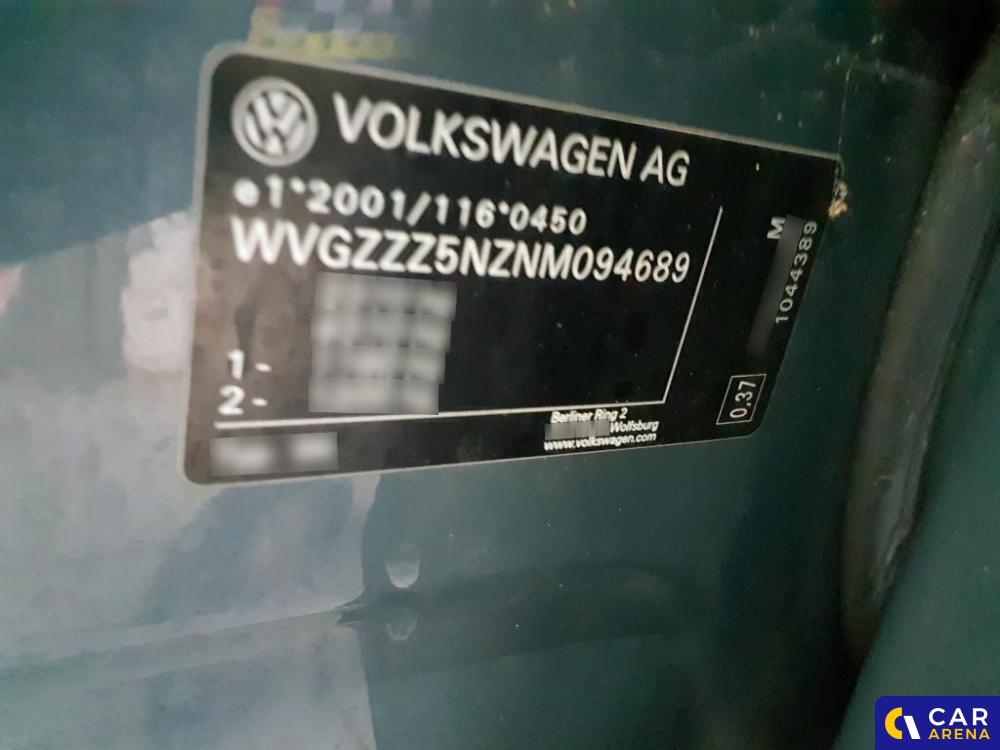 VOLKSWAGEN AG
e1*2001/116*0450
WVGZZZ5NZNM094689
1-
2-
Berliner Ring 2
Wolfsburg
www.volkswagen.com
M
1044389
0.37
CAR
ARENA